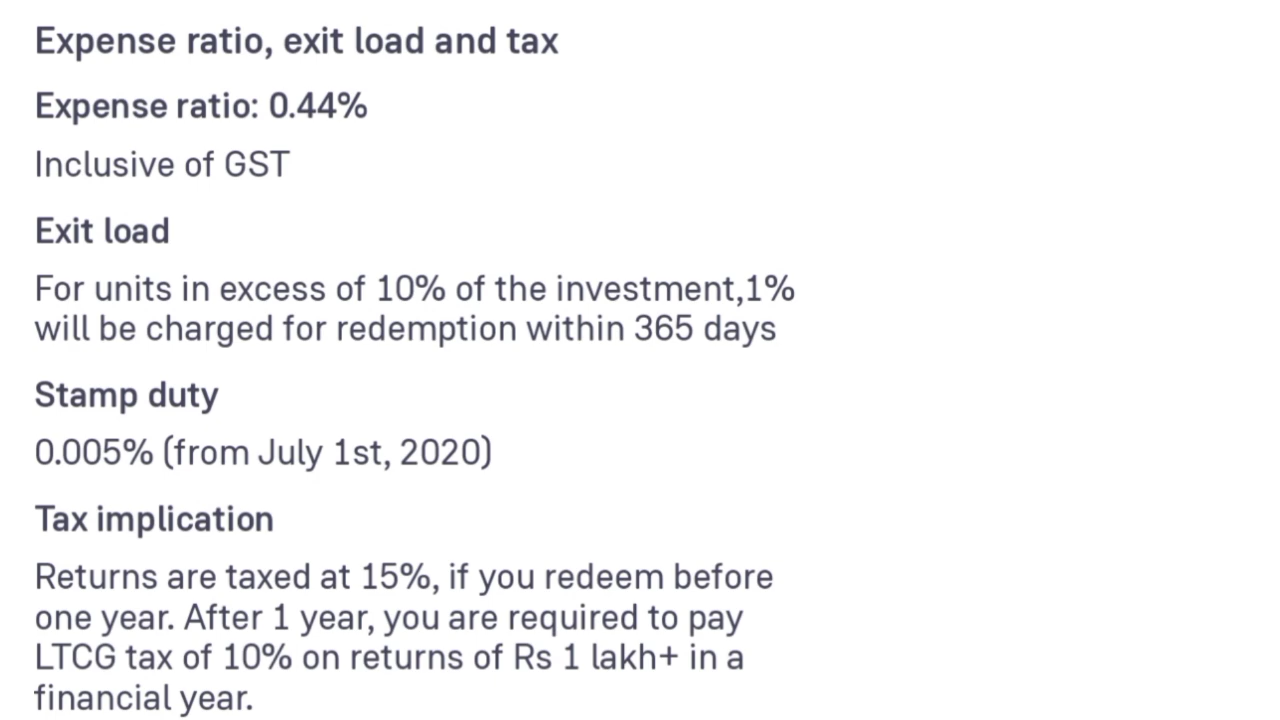 Expense ratio, exit load and tax
Expense ratio: 0.44%
Inclusive of GST
Exit load
For units in excess of 10% of the investment,1%
will be charged for redemption within 365 days
Stamp duty
0.005% (from July 1st, 2020)
Tax implication
Returns are taxed at 15%, if you redeem before
one year. After 1 year, you are required to pay
LTCG tax of 10% on returns of Rs 1 lakh+ in a
financial year.